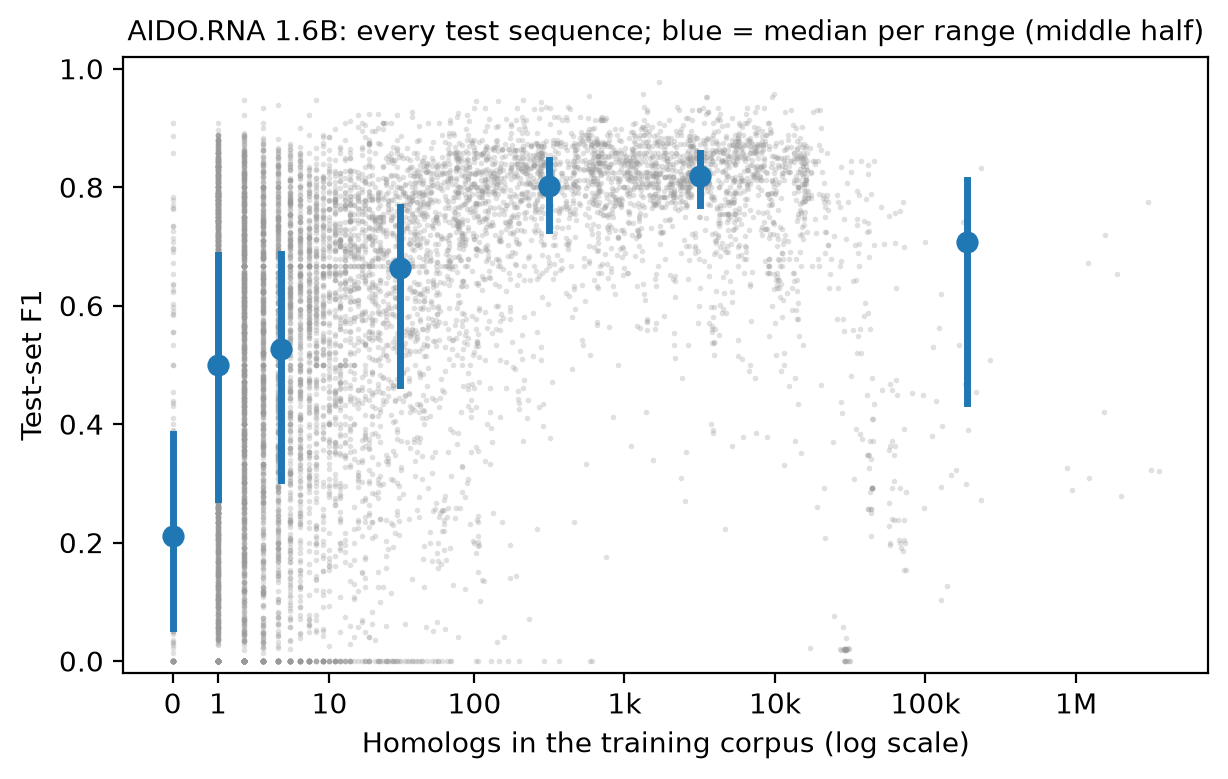 AIDO.RNA 1.6B: every test sequence; blue = median per range (middle half)
1.0
0.8
0.6
0.4
0.2
0.0
Test-set F1
0 1 10 100 1k 10k 100k 1M
Homologs in the training corpus (log scale)